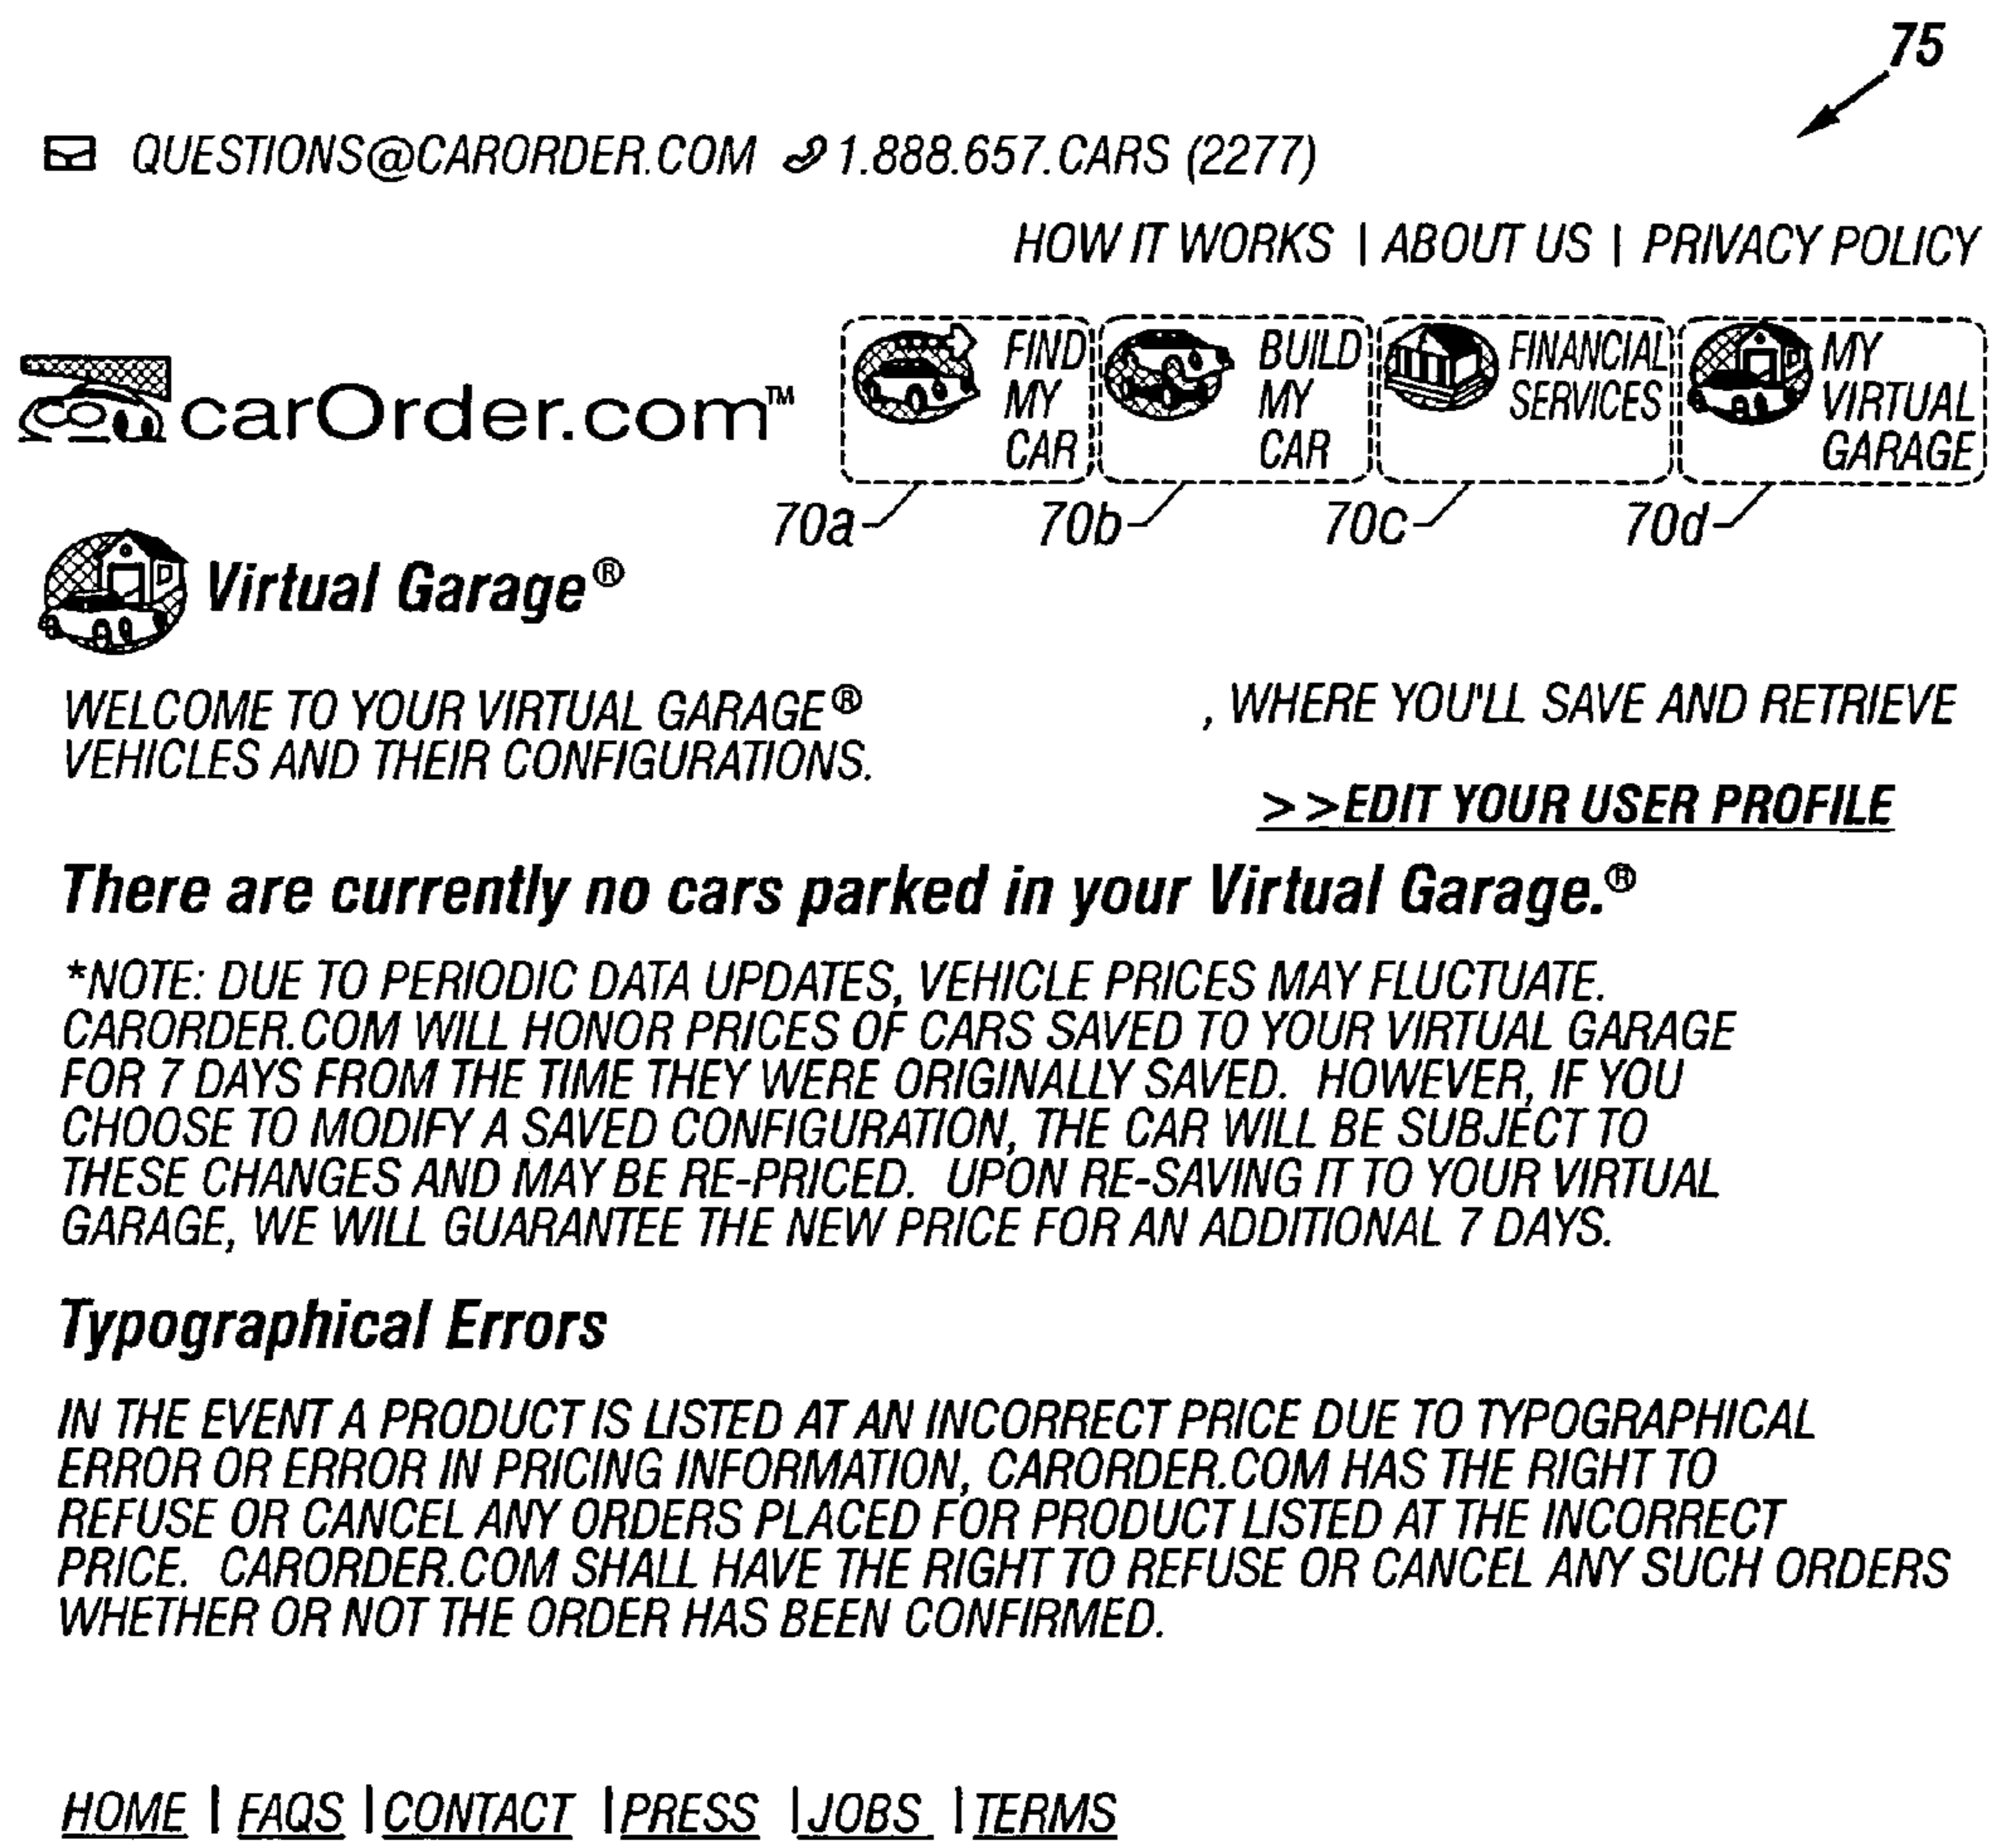 75
QUESTIONS@CARORDER.COM 1.888.657.CARS (2277)
HOW IT WORKS | ABOUT US | PRIVACY POLICY
carOrder.com™
FIND MY CAR
BUILD MY CAR
FINANCIAL SERVICES
MY VIRTUAL GARAGE
70a 70b 70c 70d
Virtual Garage®
WELCOME TO YOUR VIRTUAL GARAGE® , WHERE YOU'LL SAVE AND RETRIEVE
VEHICLES AND THEIR CONFIGURATIONS.
>>EDIT YOUR USER PROFILE
There are currently no cars parked in your Virtual Garage.®
*NOTE: DUE TO PERIODIC DATA UPDATES, VEHICLE PRICES MAY FLUCTUATE.
CARORDER.COM WILL HONOR PRICES OF CARS SAVED TO YOUR VIRTUAL GARAGE
FOR 7 DAYS FROM THE TIME THEY WERE ORIGINALLY SAVED. HOWEVER, IF YOU
CHOOSE TO MODIFY A SAVED CONFIGURATION, THE CAR WILL BE SUBJECT TO
THESE CHANGES AND MAY BE RE-PRICED. UPON RE-SAVING IT TO YOUR VIRTUAL
GARAGE, WE WILL GUARANTEE THE NEW PRICE FOR AN ADDITIONAL 7 DAYS.
Typographical Errors
IN THE EVENT A PRODUCT IS LISTED AT AN INCORRECT PRICE DUE TO TYPOGRAPHICAL
ERROR OR ERROR IN PRICING INFORMATION, CARORDER.COM HAS THE RIGHT TO
REFUSE OR CANCEL ANY ORDERS PLACED FOR PRODUCT LISTED AT THE INCORRECT
PRICE. CARORDER.COM SHALL HAVE THE RIGHT TO REFUSE OR CANCEL ANY SUCH ORDERS
WHETHER OR NOT THE ORDER HAS BEEN CONFIRMED.
HOME | FAQS | CONTACT | PRESS | JOBS | TERMS